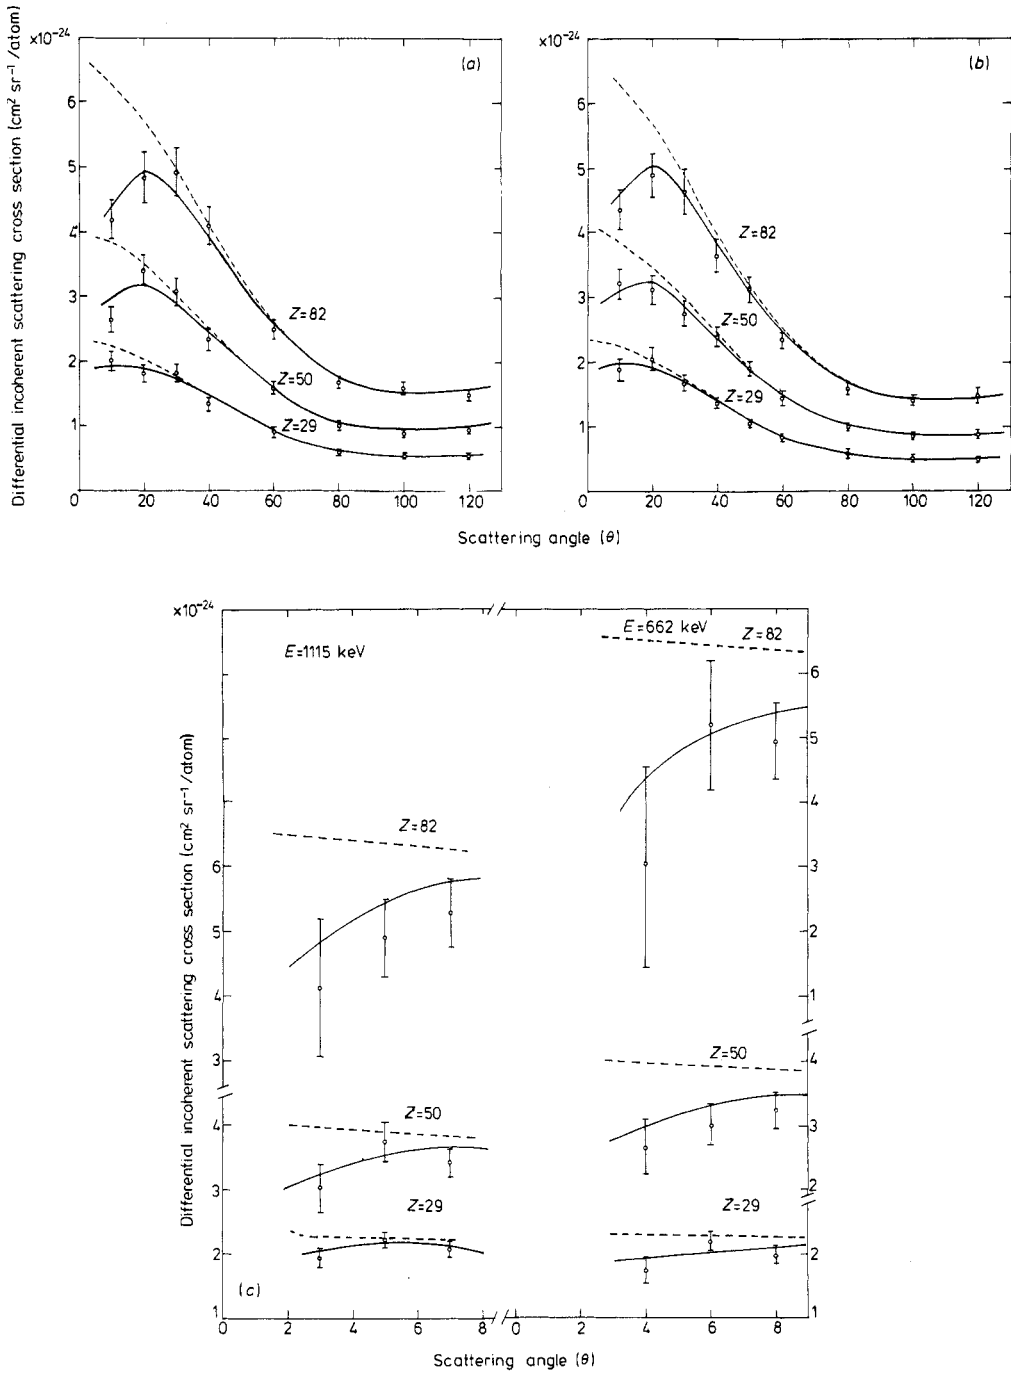 ×10⁻²⁴
(a)
6
5
4
3
2
1
Z=82
Z=50
Z=29
0 20 40 60 80 100 120
Differential incoherent scattering cross section (cm² sr⁻¹/atom)
×10⁻²⁴
(b)
6
5
4
3
2
1
Z=82
Z=50
Z=29
0 20 40 60 80 100 120
Scattering angle (θ)
×10⁻²⁴
E=1115 keV
Z=82
6
5
4
3
Z=50
4
3
Z=29
2
1
(c)
0 2 4 6 8
Differential incoherent scattering cross section (cm² sr⁻¹/atom)
E=662 keV
Z=82
6
5
4
3
2
1
Z=50
4
3
2
Z=29
2
1
0 4 6 8
Scattering angle (θ)